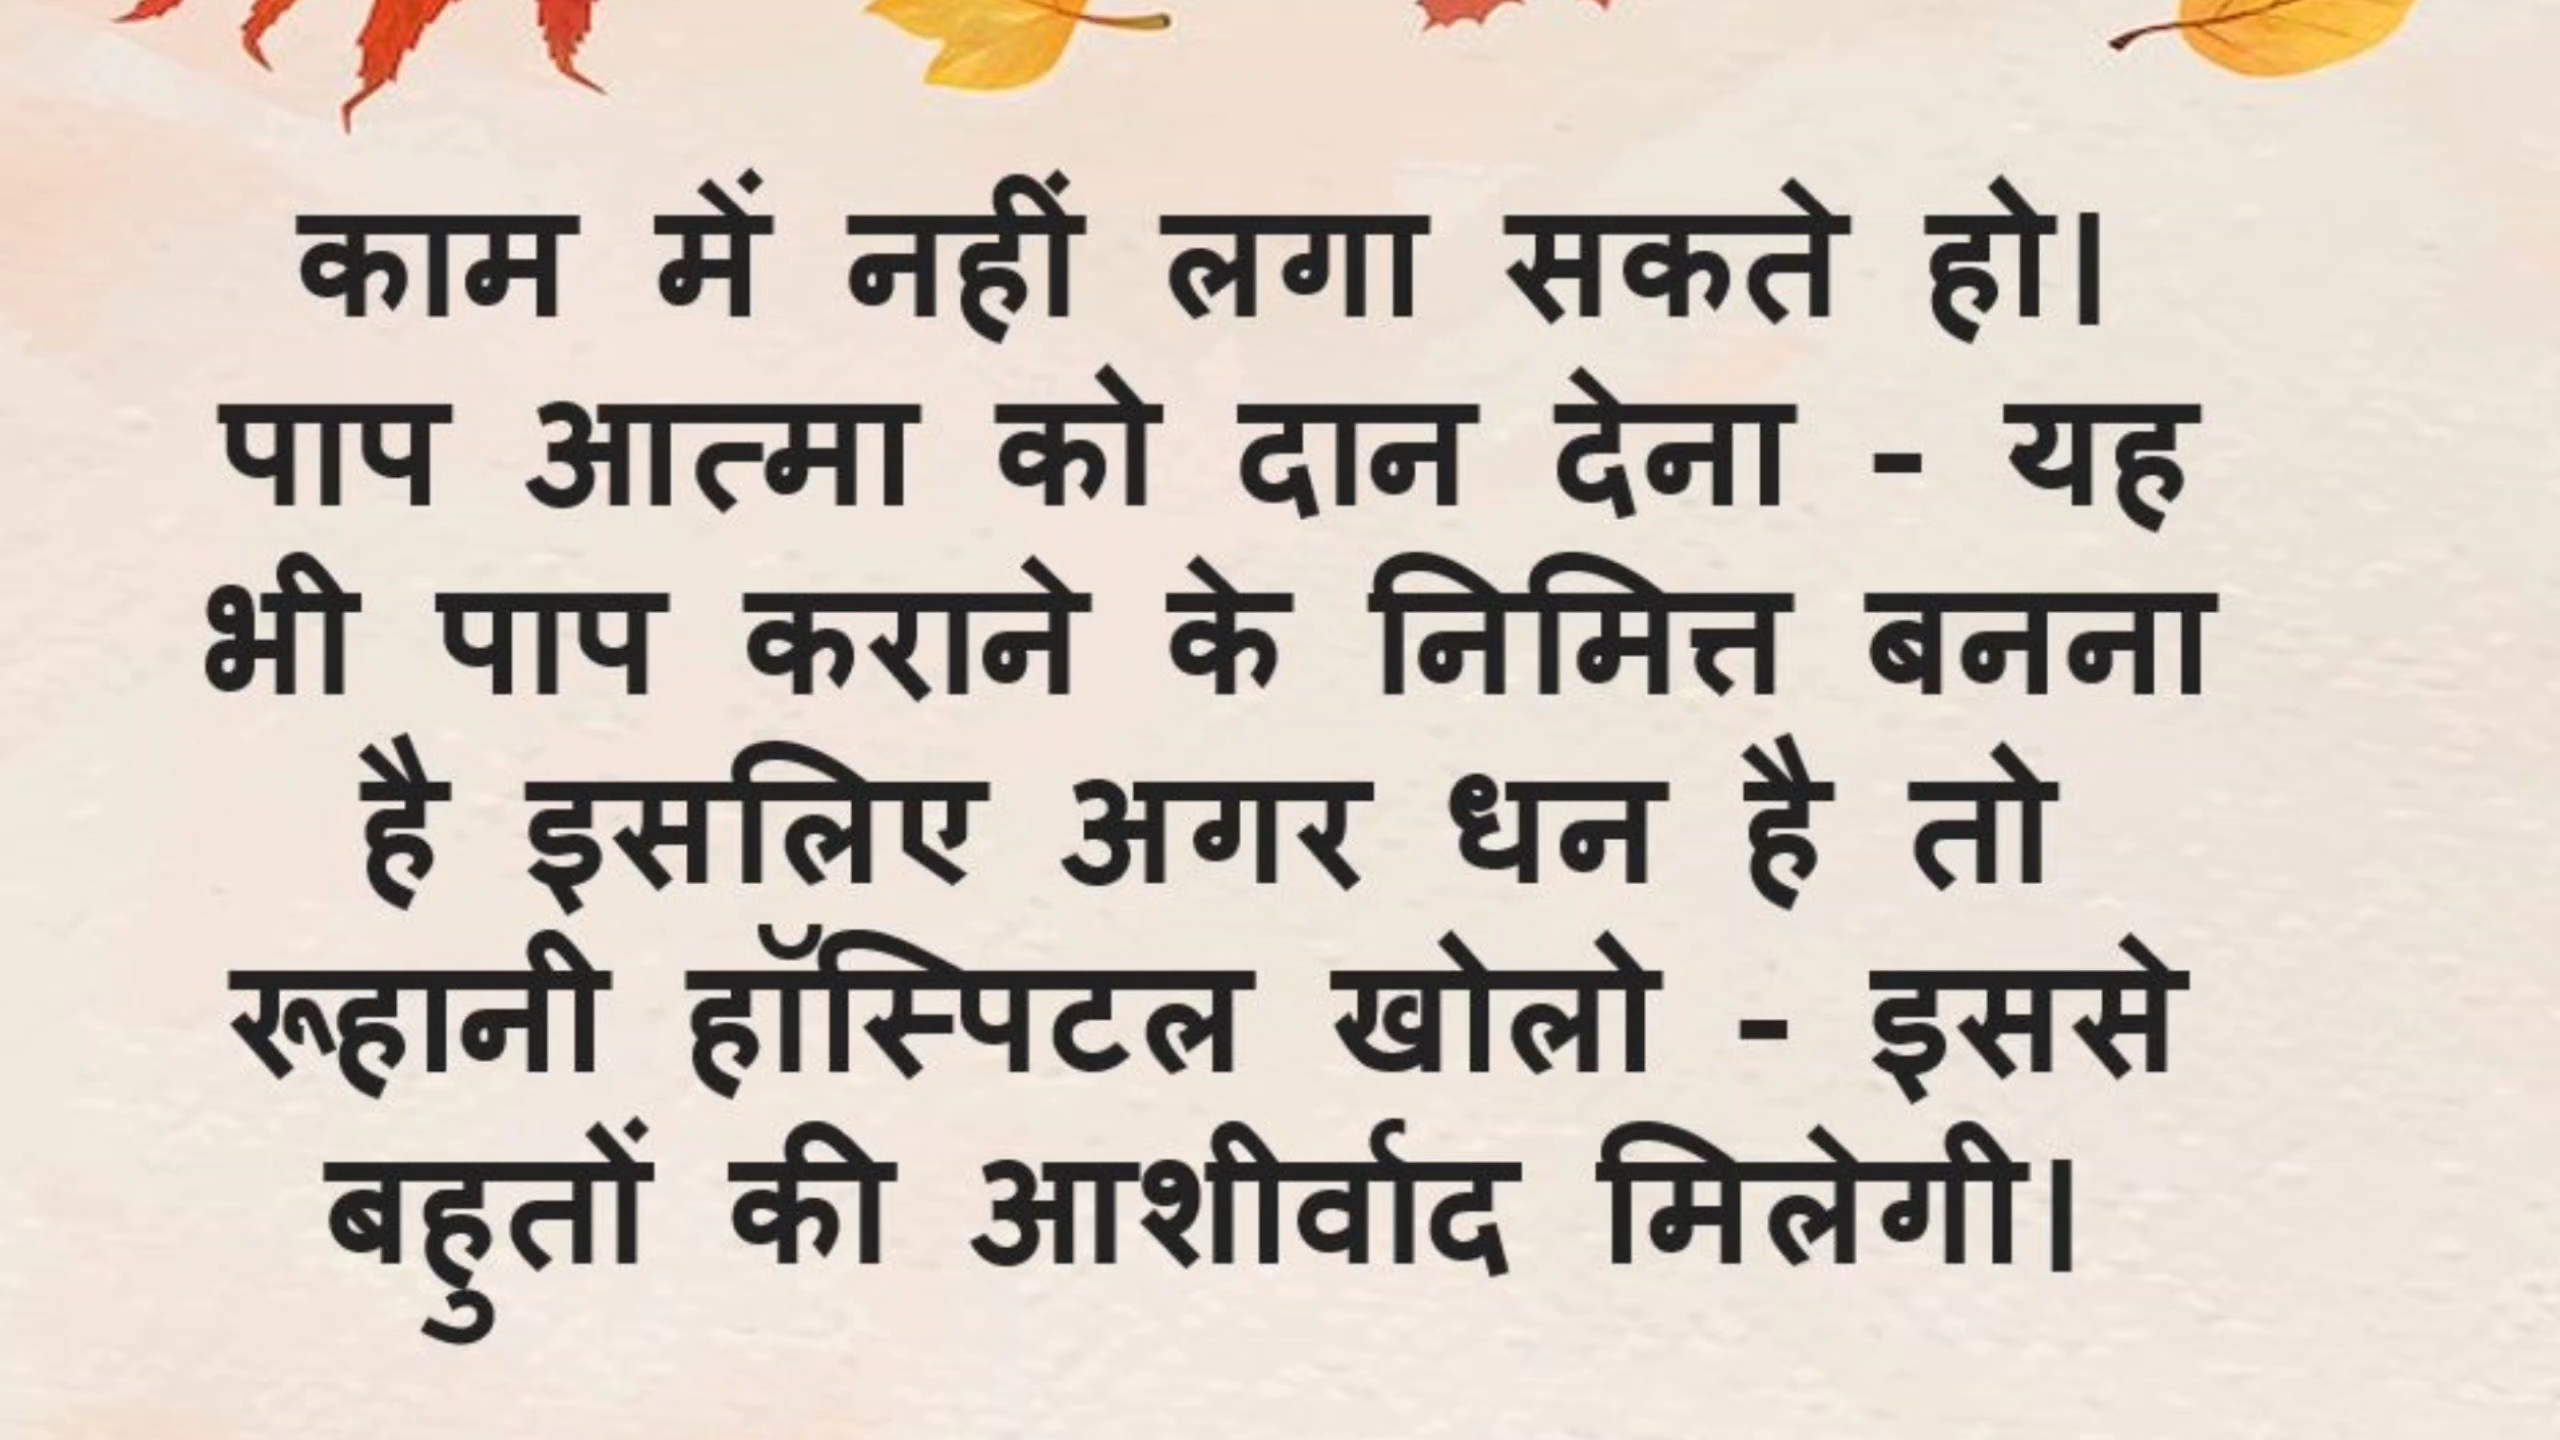 काम में नहीं लगा सकते हो।
पाप आत्मा को दान देना - यह
भी पाप कराने के निमित्त बनना
है इसलिए अगर धन है तो
रूहानी हॉस्पिटल खोलो - इससे
बहुतों की आशीर्वाद मिलेगी।